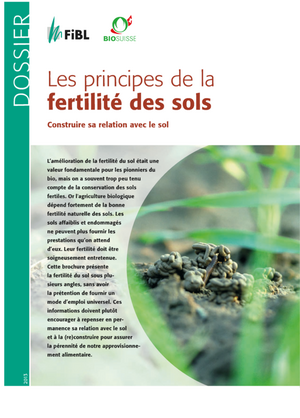 DOSSIER
FiBL
BIOSUISSE
Les principes de la
fertilité des sols
Construire sa relation avec le sol
L'amélioration de la fertilité du sol était une
valeur fondamentale pour les pionniers du
bio, mais on a souvent trop peu tenu
compte de la conservation des sols
fertiles. Or l'agriculture biologique
dépend fortement de la bonne
fertilité naturelle des sols. Les
sols affaiblis et endommagés
ne peuvent plus fournir les
prestations qu'on attend
d'eux. Leur fertilité doit être
soigneusement entretenue.
Cette brochure présente
la fertilité du sol sous plu-
sieurs angles, sans avoir
la prétention de fournir un
mode d'emploi universel. Ces
informations doivent plutôt
encourager à repenser en per-
manence sa relation avec le sol
et à la (re)construire pour assurer
la pérennité de notre approvisionne-
ment alimentaire.
2013